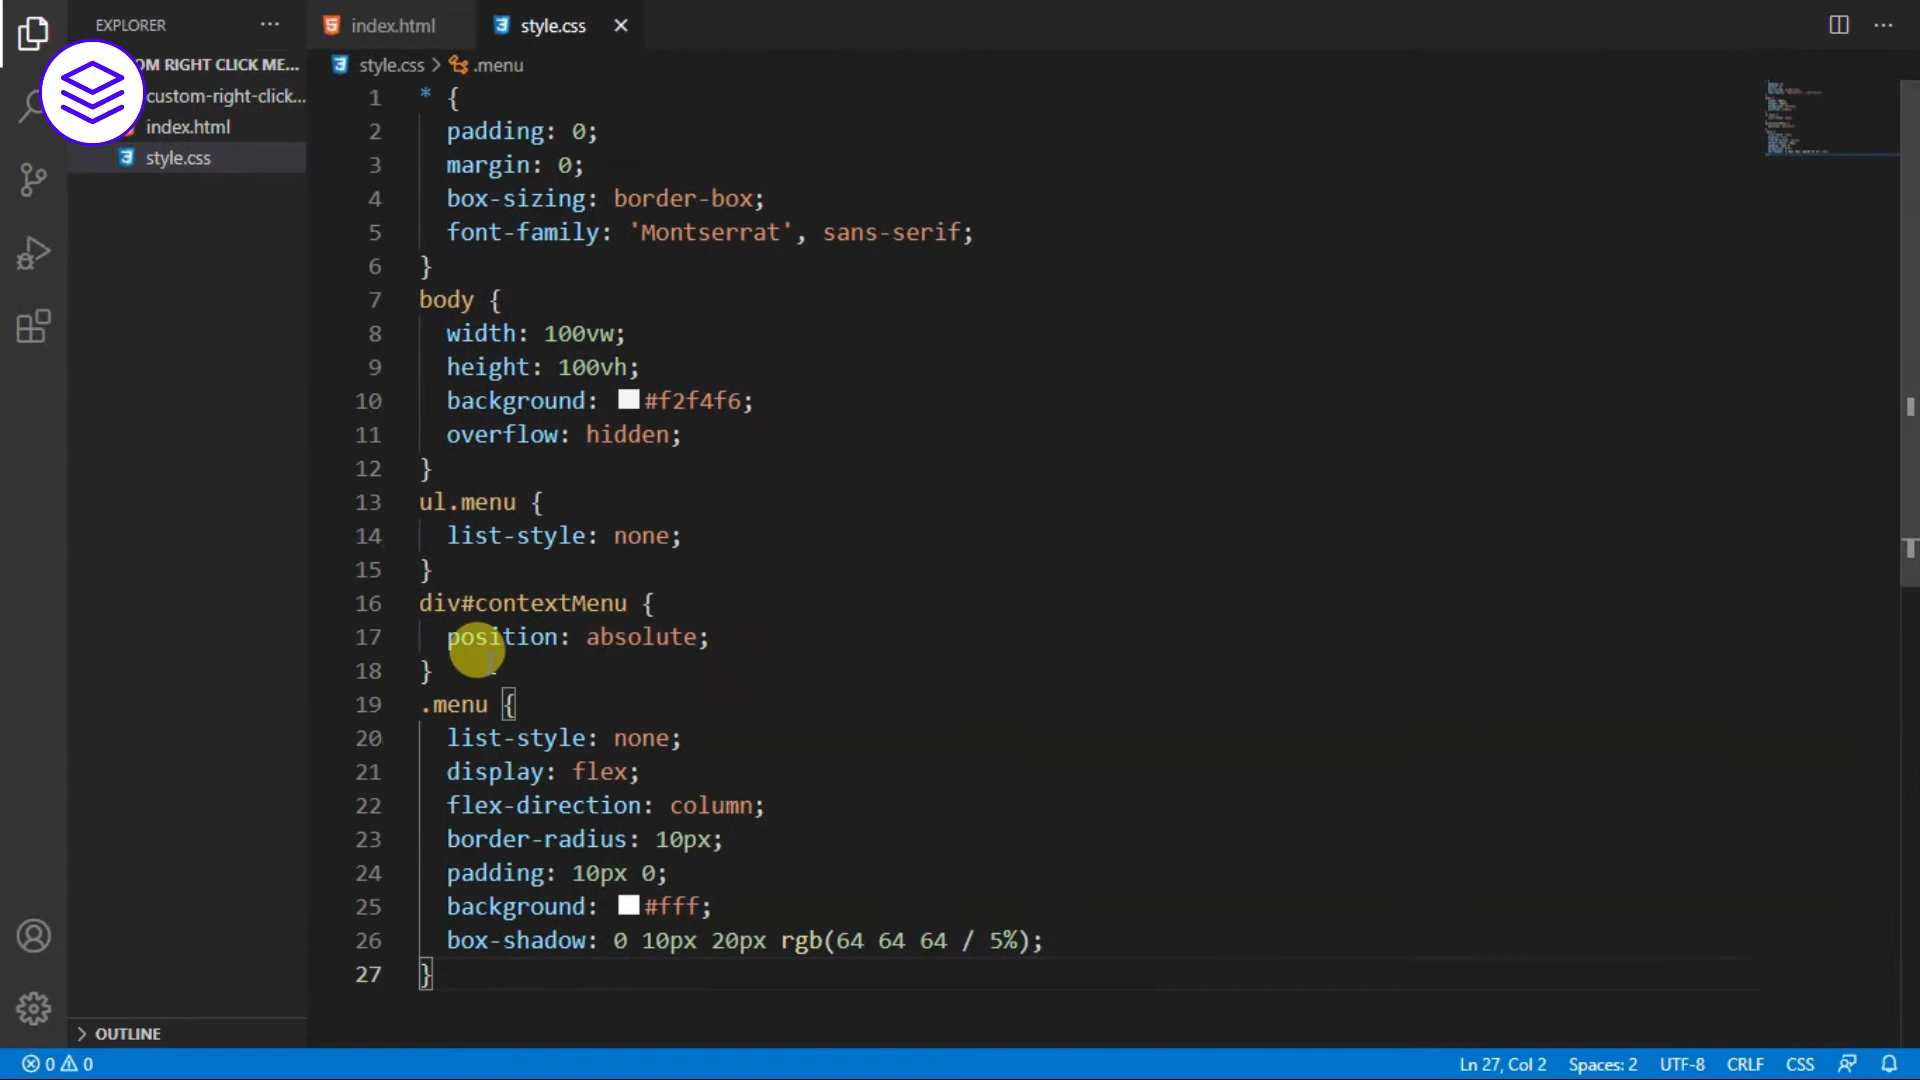 EXPLORER
OM RIGHT CLICK ME...
custom-right-click...
index.html
style.css
index.html
style.css
style.css > .menu
1 * {
2 padding: 0;
3 margin: 0;
4 box-sizing: border-box;
5 font-family: 'Montserrat', sans-serif;
6 }
7 body {
8 width: 100vw;
9 height: 100vh;
10 background: #f2f4f6;
11 overflow: hidden;
12 }
13 ul.menu {
14 list-style: none;
15 }
16 div#contextMenu {
17 position: absolute;
18 }
19 .menu {
20 list-style: none;
21 display: flex;
22 flex-direction: column;
23 border-radius: 10px;
24 padding: 10px 0;
25 background: #fff;
26 box-shadow: 0 10px 20px rgb(64 64 64 / 5%);
27 }
OUTLINE
0 0
Ln 27, Col 2 Spaces: 2 UTF-8 CRLF CSS